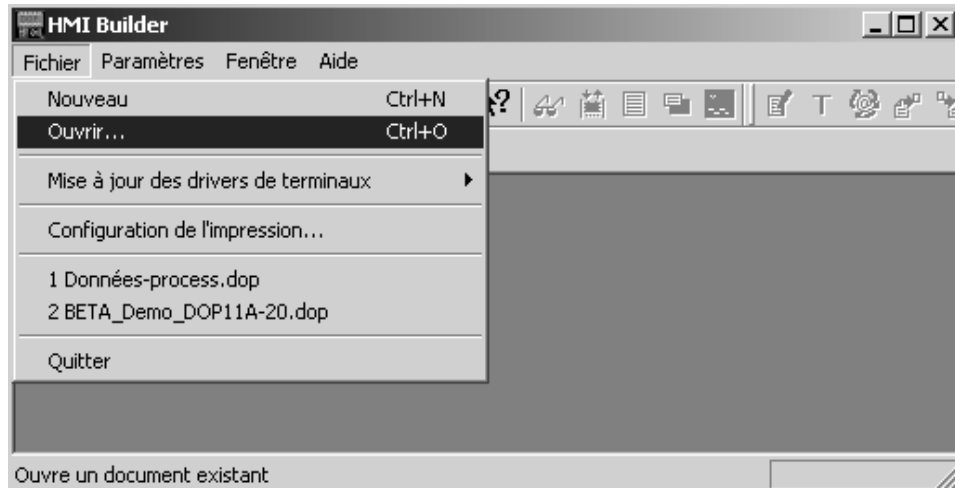 HMI Builder
Fichier Paramètres Fenêtre Aide
Nouveau Ctrl+N
Ouvrir... Ctrl+O
Mise à jour des drivers de terminaux
Configuration de l'impression...
1 Données-process.dop
2 BETA_Demo_DOP11A-20.dop
Quitter
Ouvre un document existant